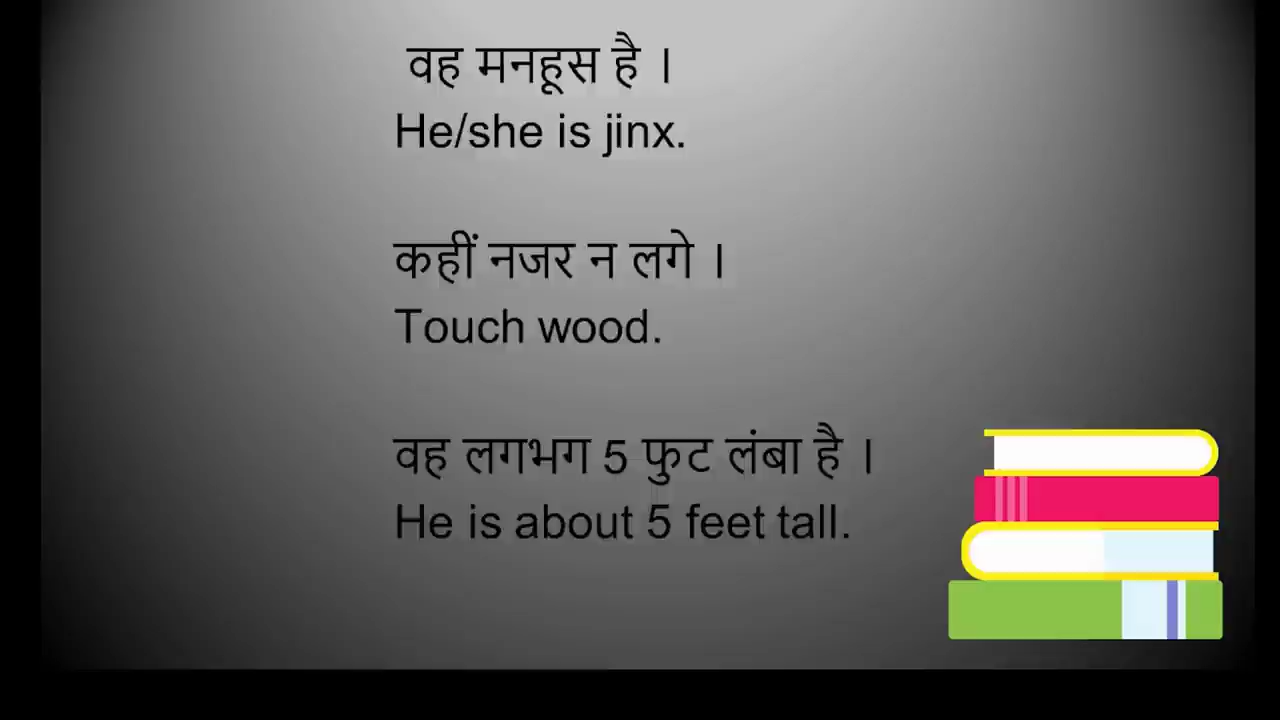 वह मनहूस है ।
He/she is jinx.
कहीं नजर न लगे ।
Touch wood.
वह लगभग 5 फुट लंबा है ।
He is about 5 feet tall.